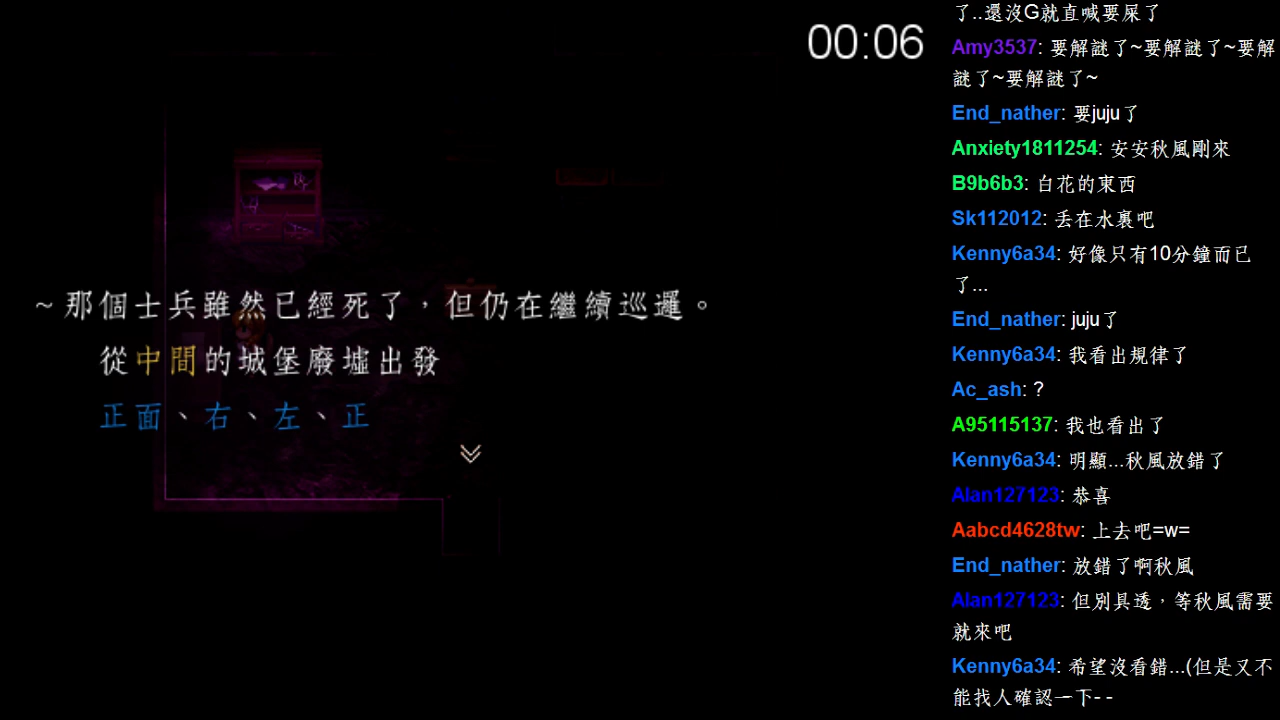 00:06
~那個士兵雖然已經死了，但仍在繼續巡邏。
從中間的城堡廢墟出發
正面、右、左、正
了..還沒G就直喊要屎了
Amy3537: 要解謎了~要解謎了~要解
謎了~要解謎了~
End_nather: 要juju了
Anxiety1811254: 安安秋風剛來
B9b6b3: 白花的東西
Sk112012: 丟在水裏吧
Kenny6a34: 好像只有10分鐘而已
了...
End_nather: juju了
Kenny6a34: 我看出規律了
Ac_ash: ?
A95115137: 我也看出了
Kenny6a34: 明顯...秋風放錯了
Alan127123: 恭喜
Aabcd4628tw: 上去吧=w=
End_nather: 放錯了啊秋風
Alan127123: 但別具透，等秋風需要
就來吧
Kenny6a34: 希望沒看錯...(但是又不
能找人確認一下- -